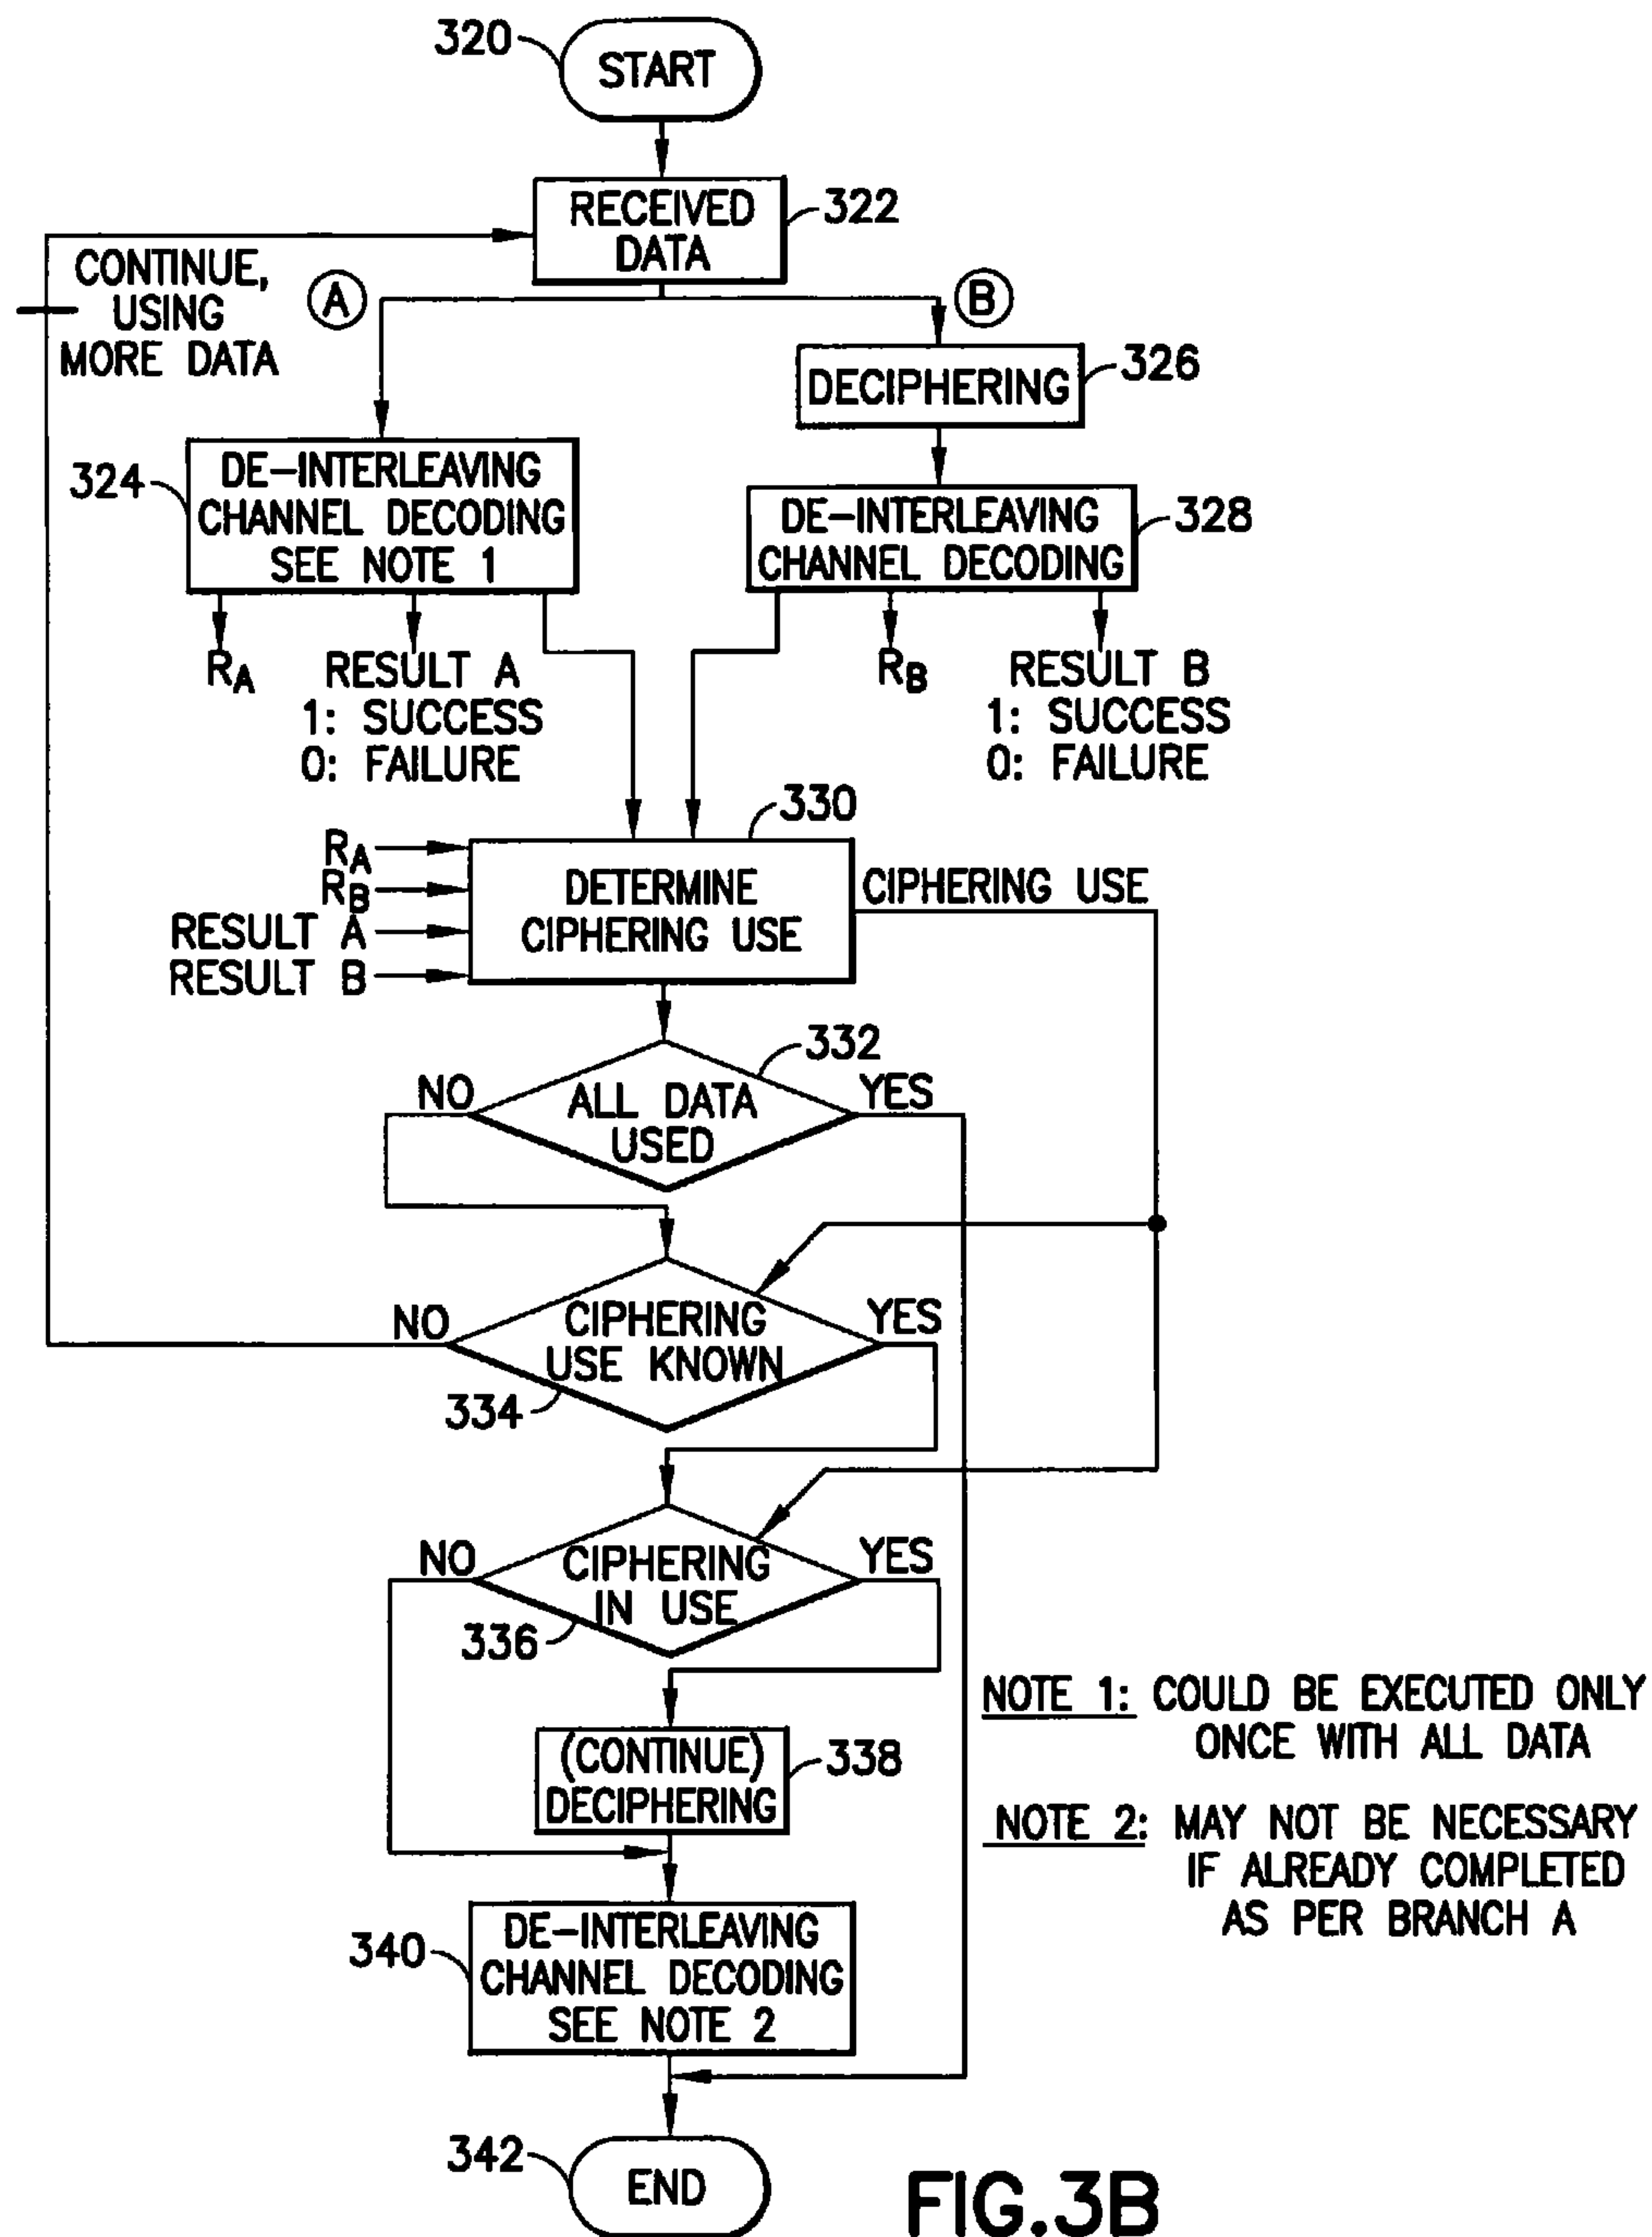 320
START
RECEIVED
DATA
322
CONTINUE,
USING
MORE DATA
A
B
DECIPHERING
326
324
DE-INTERLEAVING
CHANNEL DECODING
SEE NOTE 1
DE-INTERLEAVING
CHANNEL DECODING
328
RA
RESULT A
1: SUCCESS
0: FAILURE
RB
RESULT B
1: SUCCESS
0: FAILURE
330
RA
RB
RESULT A
RESULT B
DETERMINE
CIPHERING USE
CIPHERING USE
332
NO
ALL DATA
USED
YES
NO
CIPHERING
USE KNOWN
YES
334
NO
CIPHERING
IN USE
YES
336
(CONTINUE)
DECIPHERING
338
NOTE 1: COULD BE EXECUTED ONLY
ONCE WITH ALL DATA
NOTE 2: MAY NOT BE NECESSARY
IF ALREADY COMPLETED
AS PER BRANCH A
340
DE-INTERLEAVING
CHANNEL DECODING
SEE NOTE 2
342
END
FIG.3B